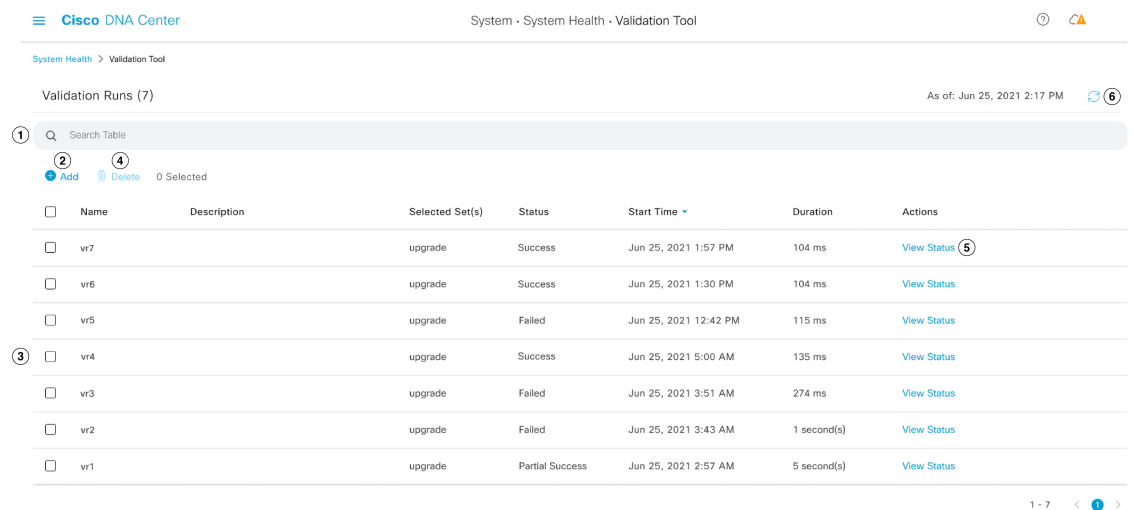 Cisco DNA Center
System · System Health · Validation Tool
System Health > Validation Tool
Validation Runs (7)
As of: Jun 25, 2021 2:17 PM
6
1
Search Table
2
4
Add Delete 0 Selected
Name Description Selected Set(s) Status Start Time Duration Actions
vr7 upgrade Success Jun 25, 2021 1:57 PM 104 ms View Status 5
vr6 upgrade Success Jun 25, 2021 1:30 PM 104 ms View Status
vr5 upgrade Failed Jun 25, 2021 12:42 PM 115 ms View Status
3 vr4 upgrade Success Jun 25, 2021 5:00 AM 135 ms View Status
vr3 upgrade Failed Jun 25, 2021 3:51 AM 274 ms View Status
vr2 upgrade Failed Jun 25, 2021 3:43 AM 1 second(s) View Status
vr1 upgrade Partial Success Jun 25, 2021 2:57 AM 5 second(s) View Status
1 - 7 < 1 >